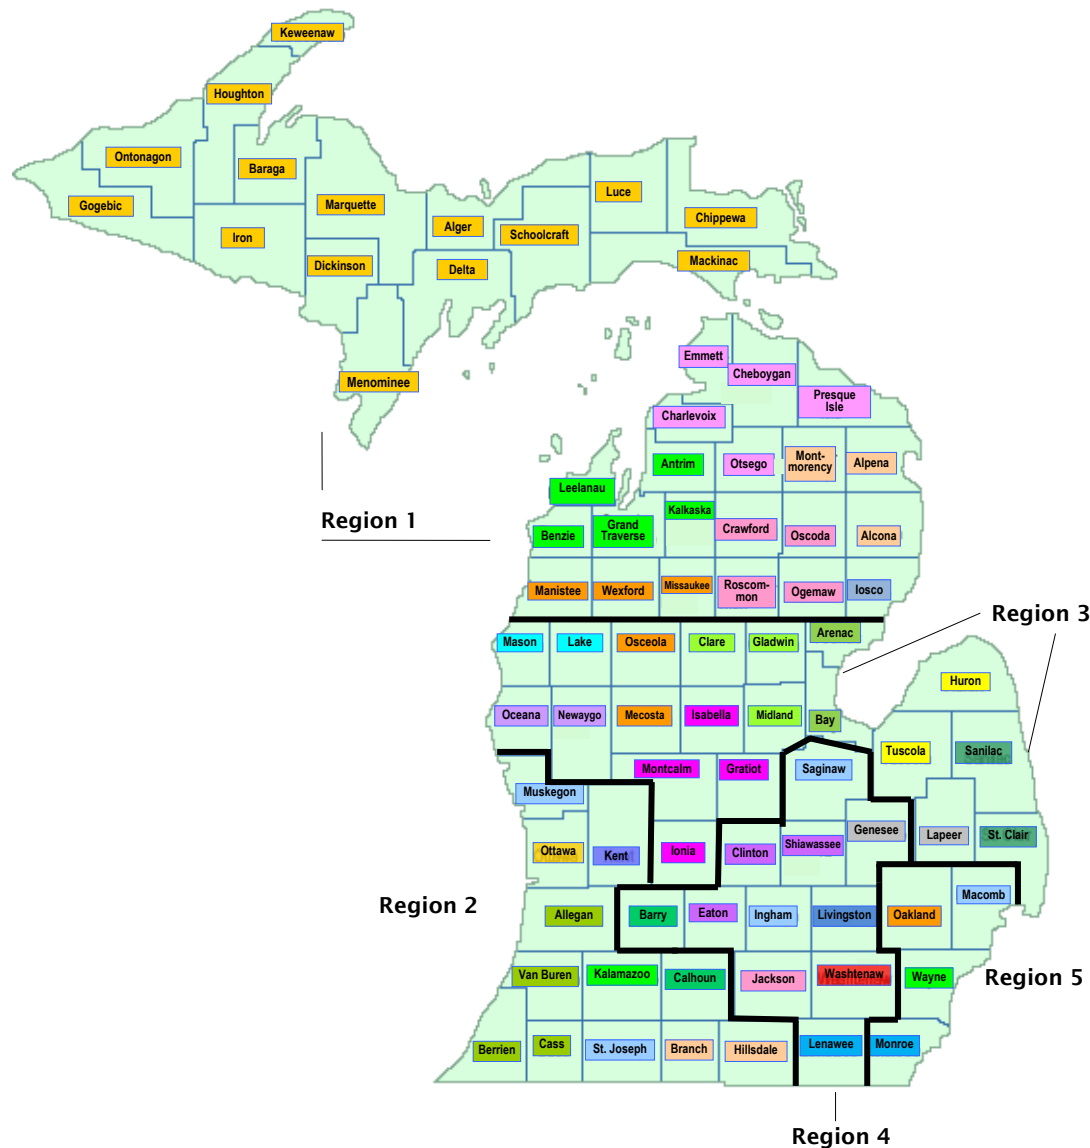 Keweenaw
Houghton
Ontonagon
Baraga
Luce
Gogebic
Marquette
Chippewa
Alger
Schoolcraft
Iron
Dickinson
Delta
Mackinac
Emmett
Cheboygan
Menominee
Presque
Isle
Charlevoix
Antrim
Otsego
Mont-
morency
Alpena
Leelanau
Kalkaska
Region 1
Benzie
Grand
Traverse
Crawford
Oscoda
Alcona
Manistee
Wexford
Missaukee
Roscom-
mon
Ogemaw
Iosco
Region 3
Mason
Lake
Osceola
Clare
Gladwin
Arenac
Huron
Oceana
Newaygo
Mecosta
Isabella
Midland
Bay
Tuscola
Sanilac
Montcalm
Gratiot
Saginaw
Muskegon
Genesee
Lapeer
St. Clair
Ottawa
Kent
Ionia
Clinton
Shiawassee
Macomb
Region 2
Allegan
Barry
Eaton
Ingham
Livingston
Oakland
Van Buren
Kalamazoo
Calhoun
Jackson
Washtenaw
Wayne
Region 5
Berrien
Cass
St. Joseph
Branch
Hillsdale
Lenawee
Monroe
Region 4